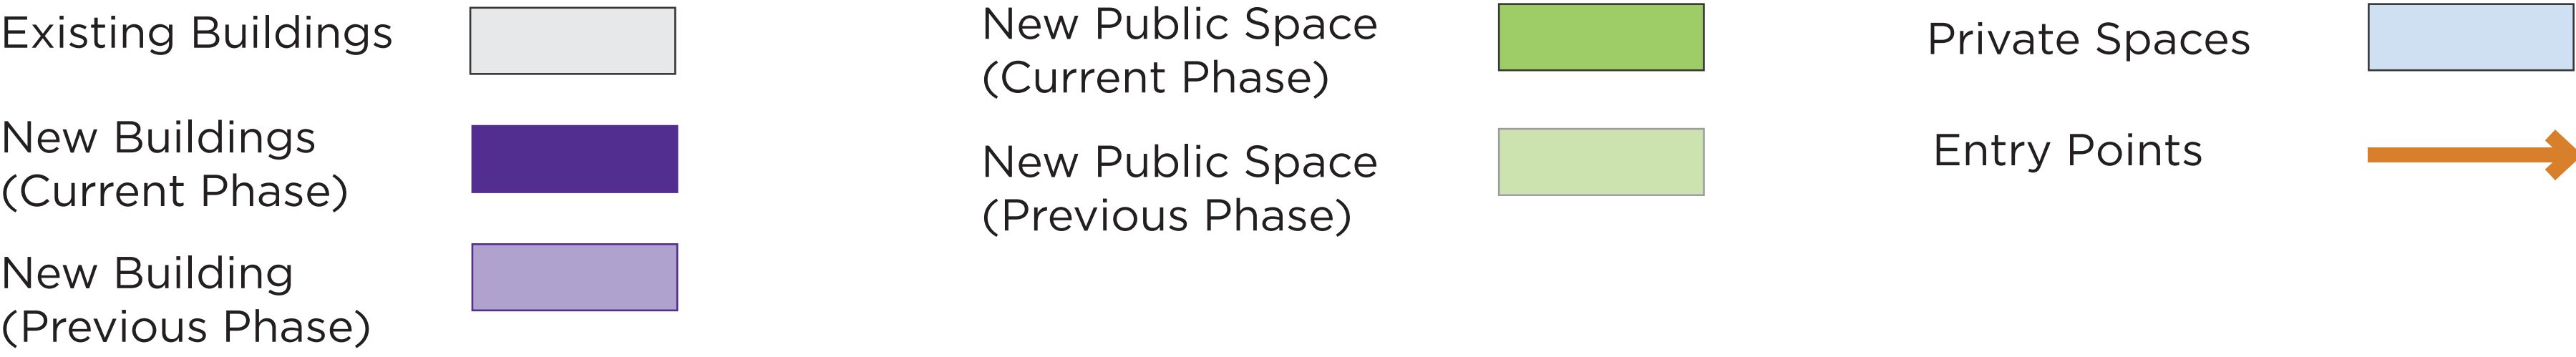 Existing Buildings
New Buildings
(Current Phase)
New Building
(Previous Phase)
New Public Space
(Current Phase)
New Public Space
(Previous Phase)
Private Spaces
Entry Points